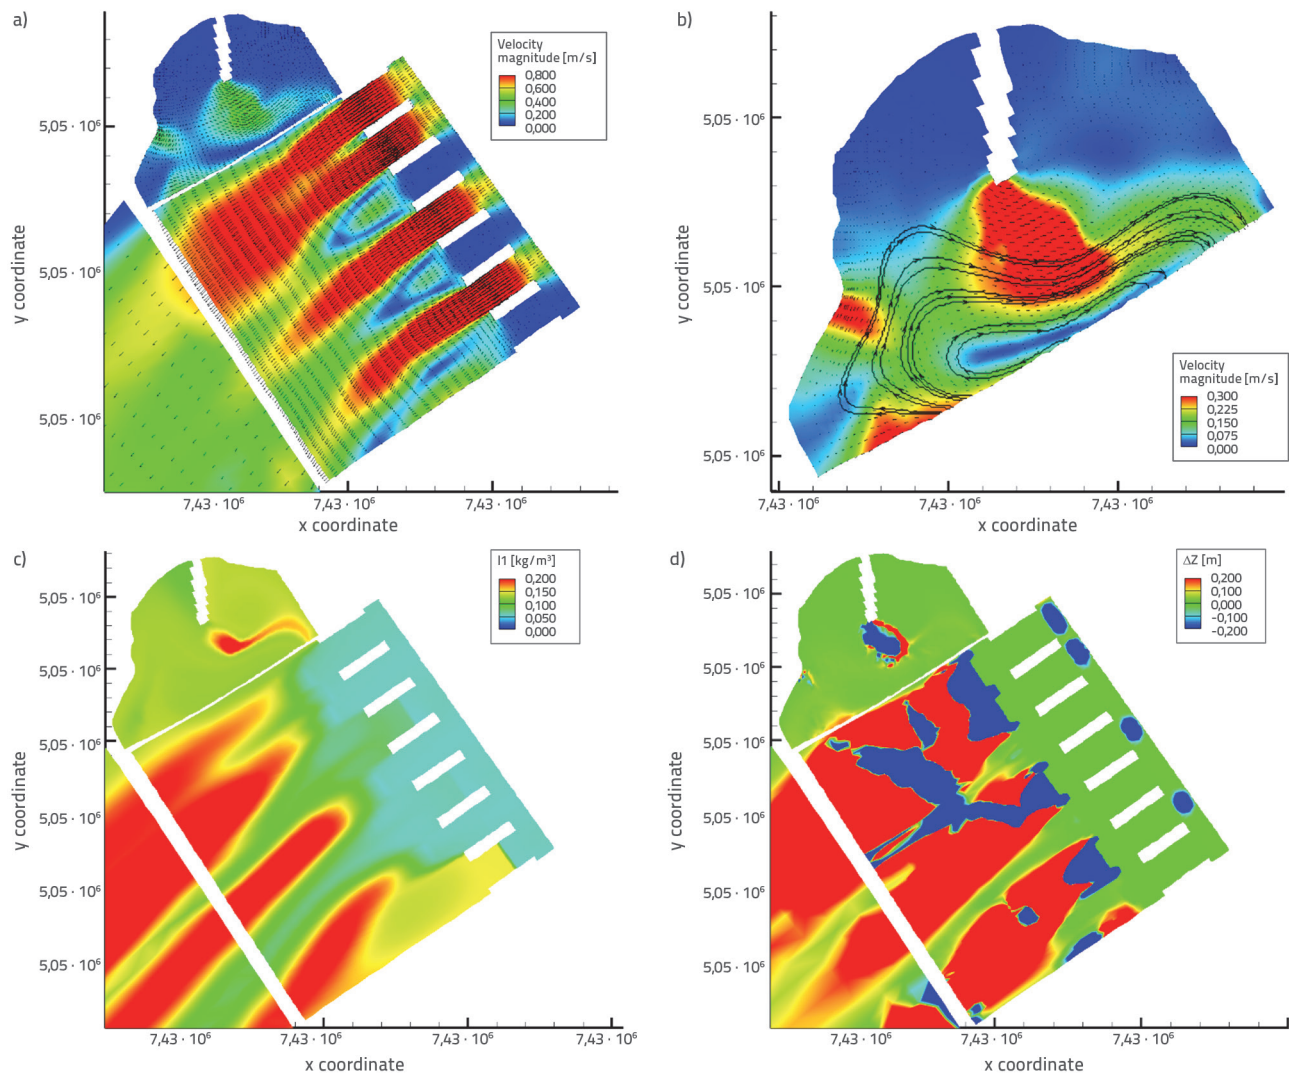 a)
Velocity
magnitude [m/s]
0,800
0,600
0,400
0,200
0,000
5,05 · 10⁶
5,05 · 10⁶
5,05 · 10⁶
y coordinate
7,43 · 10⁶
7,43 · 10⁶
7,43 · 10⁶
x coordinate
b)
5,05 · 10⁶
5,05 · 10⁶
5,05 · 10⁶
y coordinate
Velocity
magnitude [m/s]
0,300
0,225
0,150
0,075
0,000
7,43 · 10⁶
7,43 · 10⁶
7,43 · 10⁶
x coordinate
c)
I1 [kg/m³]
0,200
0,150
0,100
0,050
0,000
5,05 · 10⁶
5,05 · 10⁶
5,05 · 10⁶
5,05 · 10⁶
5,05 · 10⁶
5,05 · 10⁶
y coordinate
7,43 · 10⁶
7,43 · 10⁶
7,43 · 10⁶
7,43 · 10⁶
x coordinate
d)
ΔZ [m]
0,200
0,100
0,000
-0,100
-0,200
5,05 · 10⁶
5,05 · 10⁶
5,05 · 10⁶
5,05 · 10⁶
5,05 · 10⁶
5,05 · 10⁶
y coordinate
7,43 · 10⁶
7,43 · 10⁶
7,43 · 10⁶
x coordinate